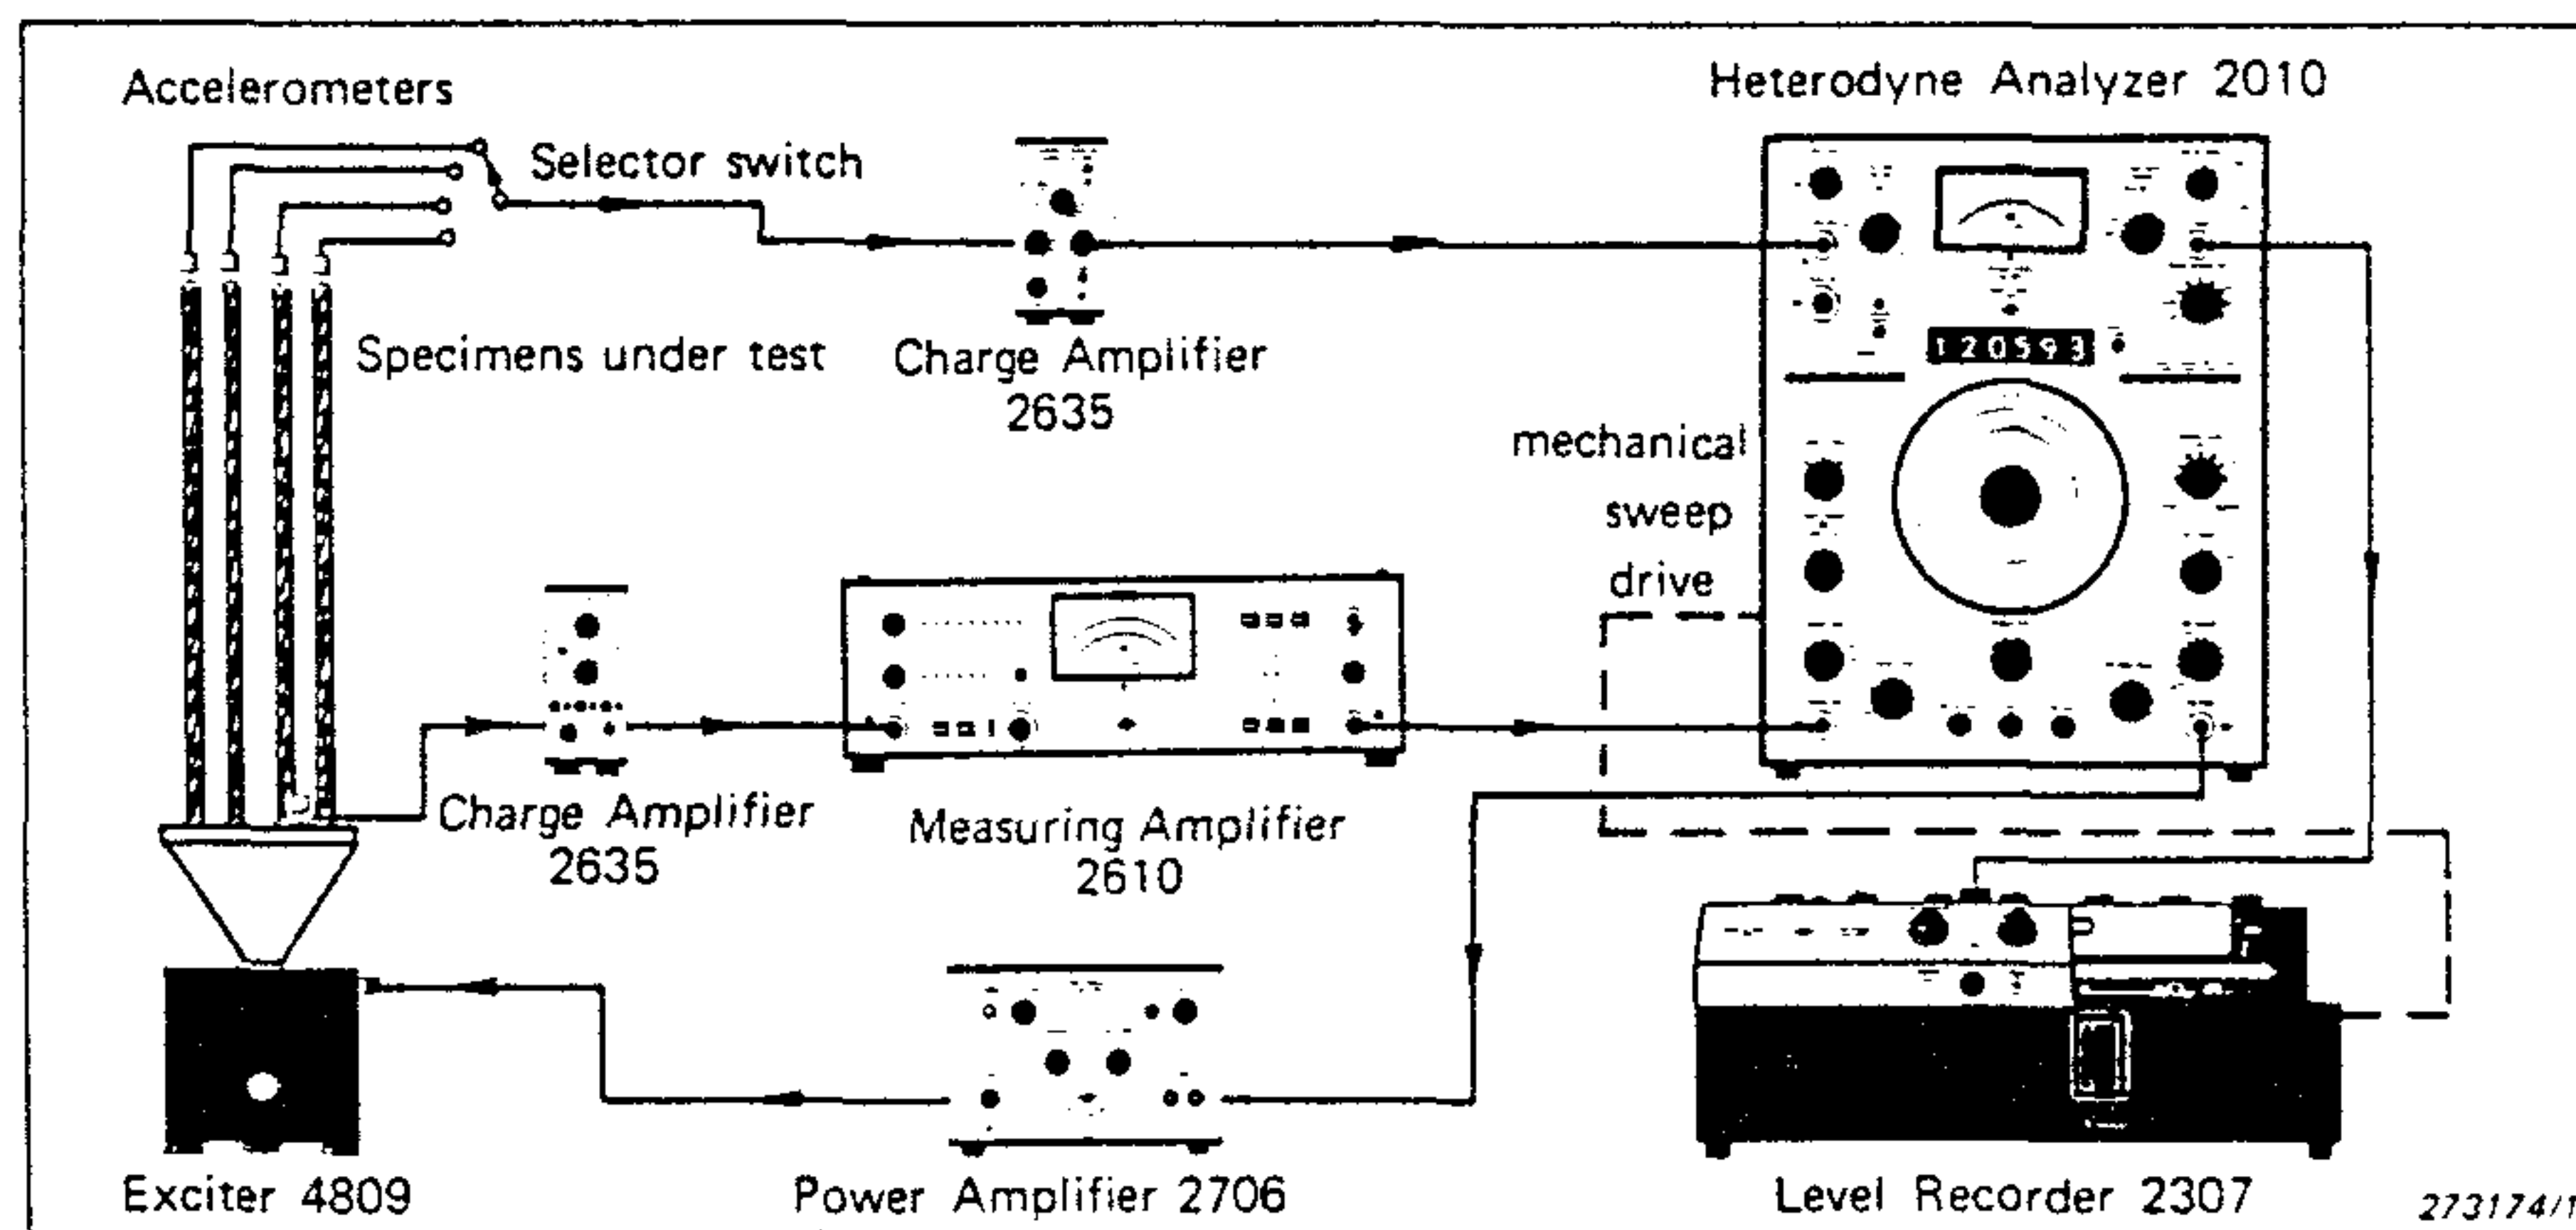 Accelerometers
Heterodyne Analyzer 2010
Selector switch
Specimens under test
Charge Amplifier
2635
120593
mechanical
sweep
drive
Charge Amplifier
2635
Measuring Amplifier
2610
Exciter 4809
Power Amplifier 2706
Level Recorder 2307
273174/1